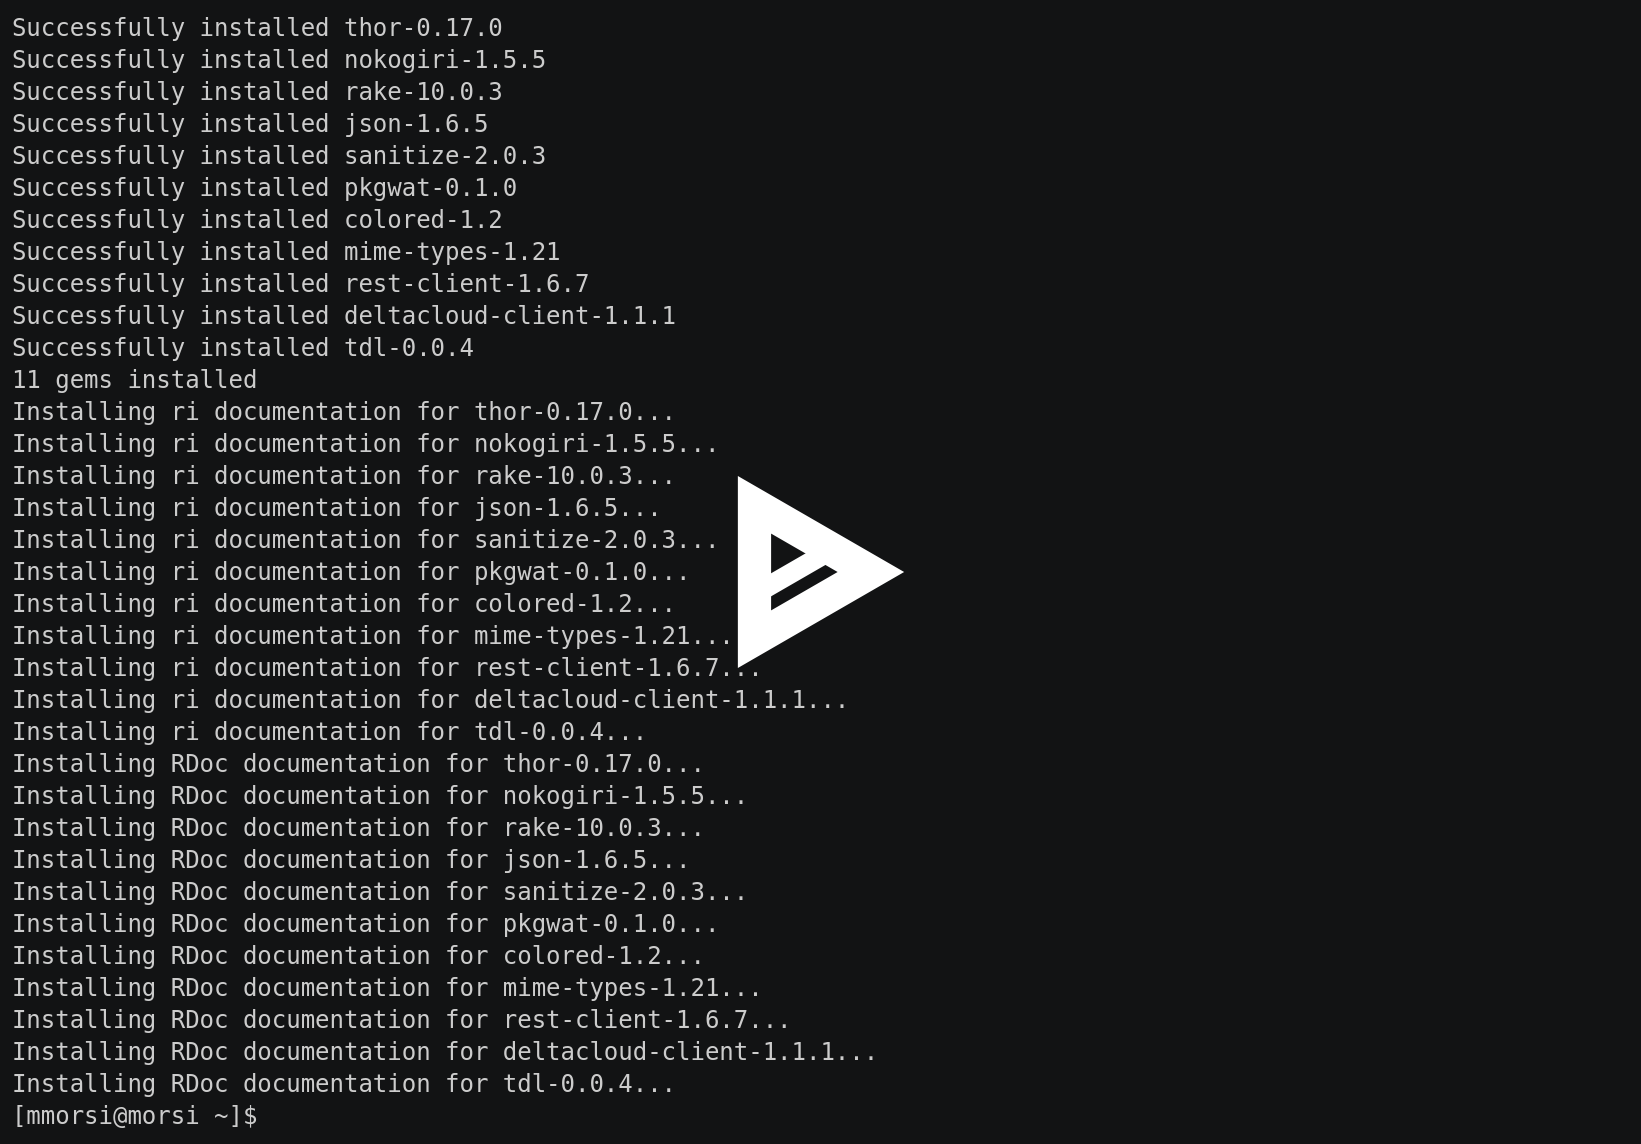 Successfully installed thor-0.17.0
Successfully installed nokogiri-1.5.5
Successfully installed rake-10.0.3
Successfully installed json-1.6.5
Successfully installed sanitize-2.0.3
Successfully installed pkgwat-0.1.0
Successfully installed colored-1.2
Successfully installed mime-types-1.21
Successfully installed rest-client-1.6.7
Successfully installed deltacloud-client-1.1.1
Successfully installed tdl-0.0.4
11 gems installed
Installing ri documentation for thor-0.17.0...
Installing ri documentation for nokogiri-1.5.5...
Installing ri documentation for rake-10.0.3...
Installing ri documentation for json-1.6.5...
Installing ri documentation for sanitize-2.0.3...
Installing ri documentation for pkgwat-0.1.0...
Installing ri documentation for colored-1.2...
Installing ri documentation for mime-types-1.21...
Installing ri documentation for rest-client-1.6.7...
Installing ri documentation for deltacloud-client-1.1.1...
Installing ri documentation for tdl-0.0.4...
Installing RDoc documentation for thor-0.17.0...
Installing RDoc documentation for nokogiri-1.5.5...
Installing RDoc documentation for rake-10.0.3...
Installing RDoc documentation for json-1.6.5...
Installing RDoc documentation for sanitize-2.0.3...
Installing RDoc documentation for pkgwat-0.1.0...
Installing RDoc documentation for colored-1.2...
Installing RDoc documentation for mime-types-1.21...
Installing RDoc documentation for rest-client-1.6.7...
Installing RDoc documentation for deltacloud-client-1.1.1...
Installing RDoc documentation for tdl-0.0.4...
[mmorsi@morsi ~]$